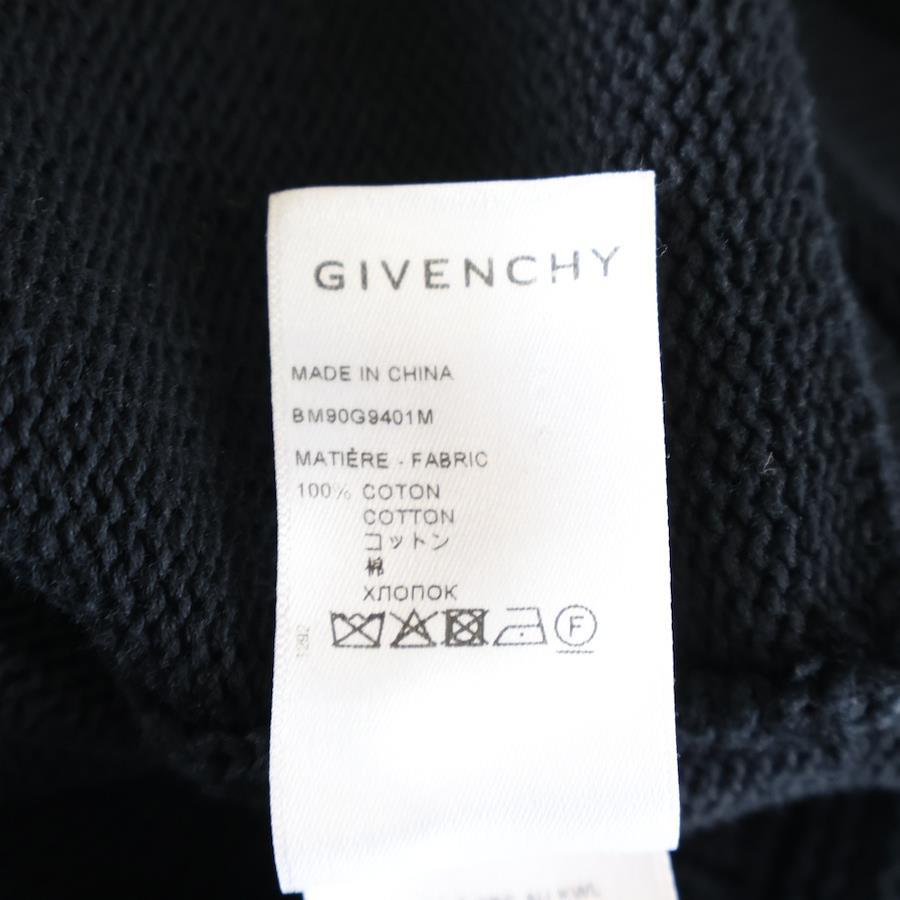 GIVENCHY
MADE IN CHINA
BM90G9401M
MATIÈRE - FABRIC
100% COTON
COTTON
コットン
棉
ХЛОПОК
F